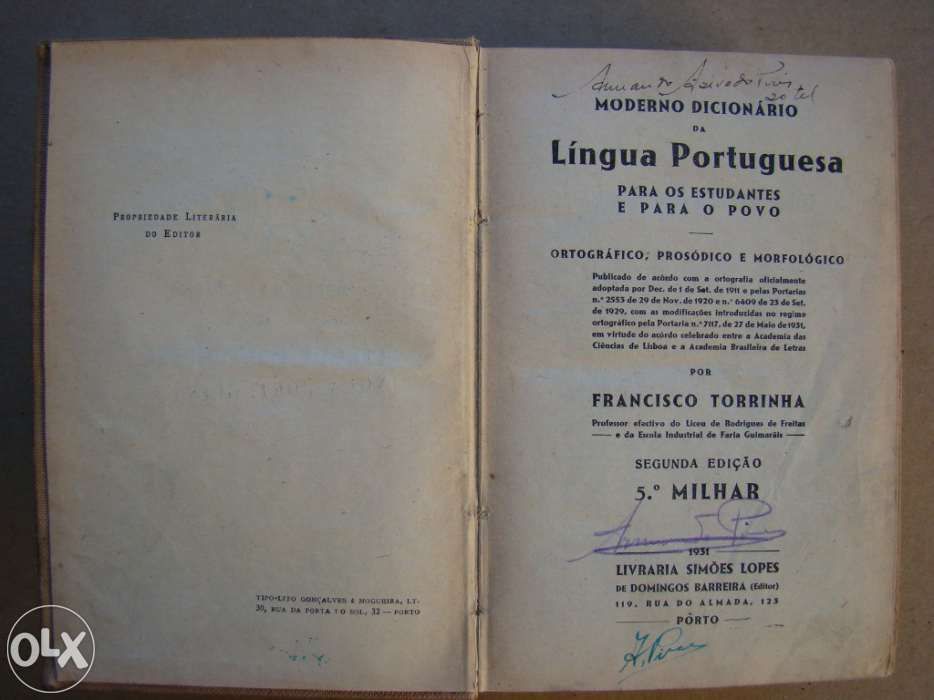 Propriedade Literária
do Editor
TIPO-LITO GONÇALVES & NOGUEIRA, LT-
30, RUA DA PORTA DO SOL, 32 — PORTO
MODERNO DICIONÁRIO
DA
Língua Portuguesa
PARA OS ESTUDANTES
E PARA O POVO
ORTOGRÁFICO, PROSÓDICO E MORFOLÓGICO
Publicado de acôrdo com a ortografia oficialmente
adoptada por Dec. de 1 de Set. de 1911 e pelas Portarias
n.º 2553 de 29 de Nov. de 1920 e n.º 6409 de 23 de Set.
de 1929, com as modificações introduzidas no regime
ortográfico pela Portaria n.º 7117, de 27 de Maio de 1931,
em virtude do acôrdo celebrado entre a Academia das
Ciências de Lisboa e a Academia Brasileira de Letras
POR
FRANCISCO TORRINHA
Professor efectivo do Liceu de Rodrigues de Freitas
— e da Escola Industrial de Faria Guimarãis —
SEGUNDA EDIÇÃO
5.º MILHAR
1931
LIVRARIA SIMÕES LOPES
DE DOMINGOS BARREIRA (Editor)
119, RUA DO ALMADA, 123
PÔRTO
OLX